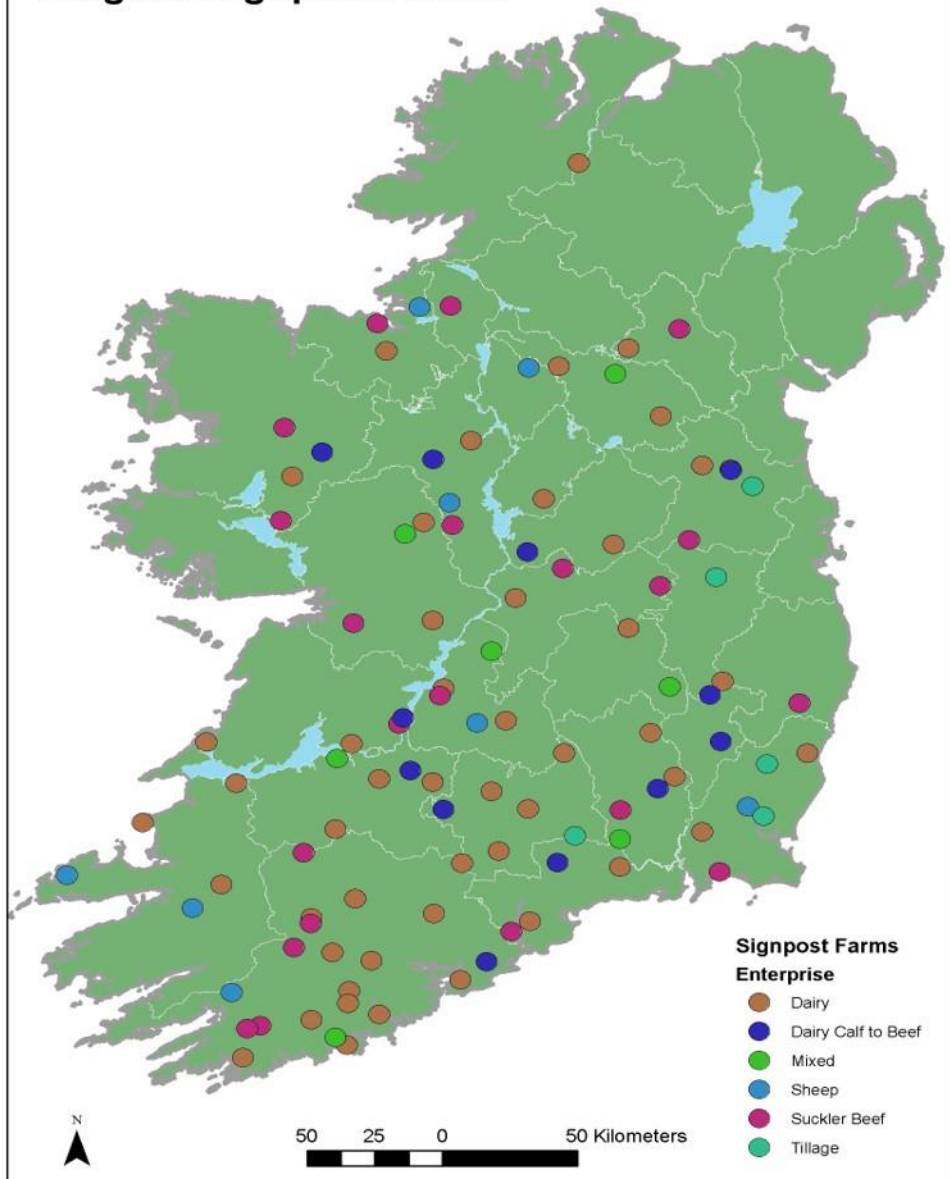 Signpost Farms
Enterprise
Dairy
Dairy Calf to Beef
Mixed
Sheep
Suckler Beef
Tillage
N
50 25 0 50 Kilometers